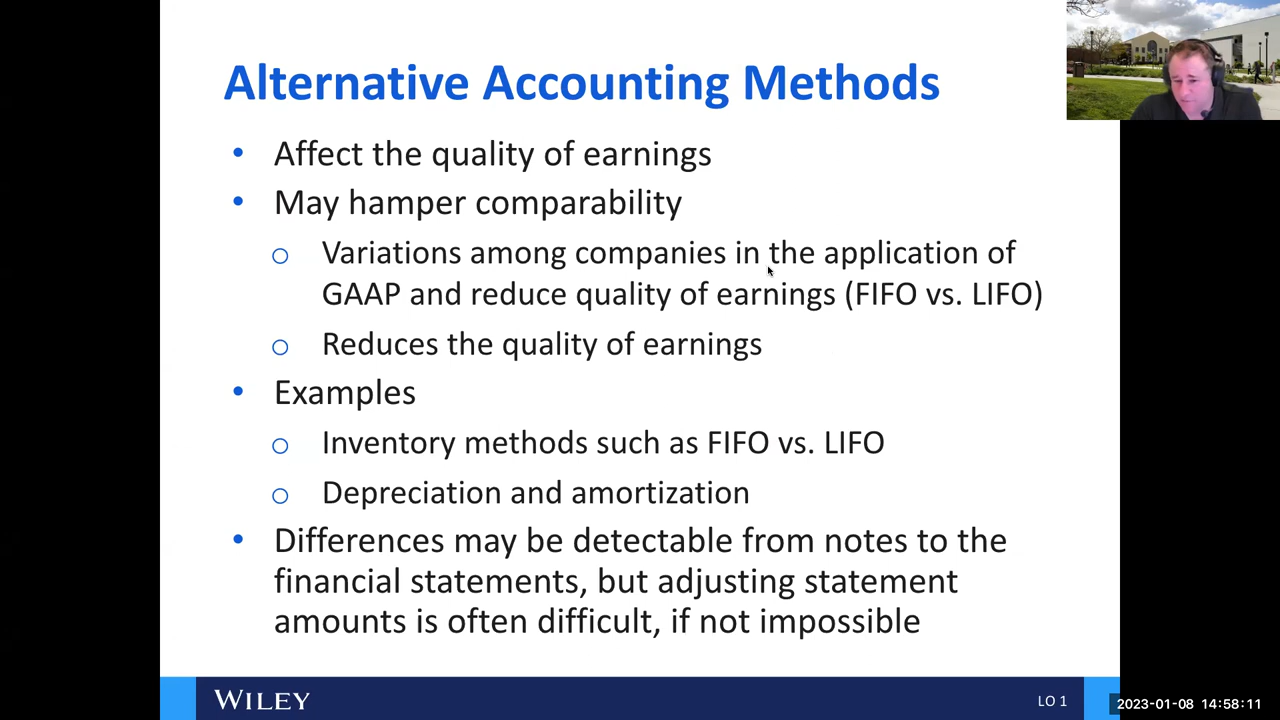 Alternative Accounting Methods
• Affect the quality of earnings
• May hamper comparability
o Variations among companies in the application of
GAAP and reduce quality of earnings (FIFO vs. LIFO)
o Reduces the quality of earnings
• Examples
o Inventory methods such as FIFO vs. LIFO
o Depreciation and amortization
• Differences may be detectable from notes to the
financial statements, but adjusting statement
amounts is often difficult, if not impossible
WILEY
LO 1
2023-01-08 14:58:11